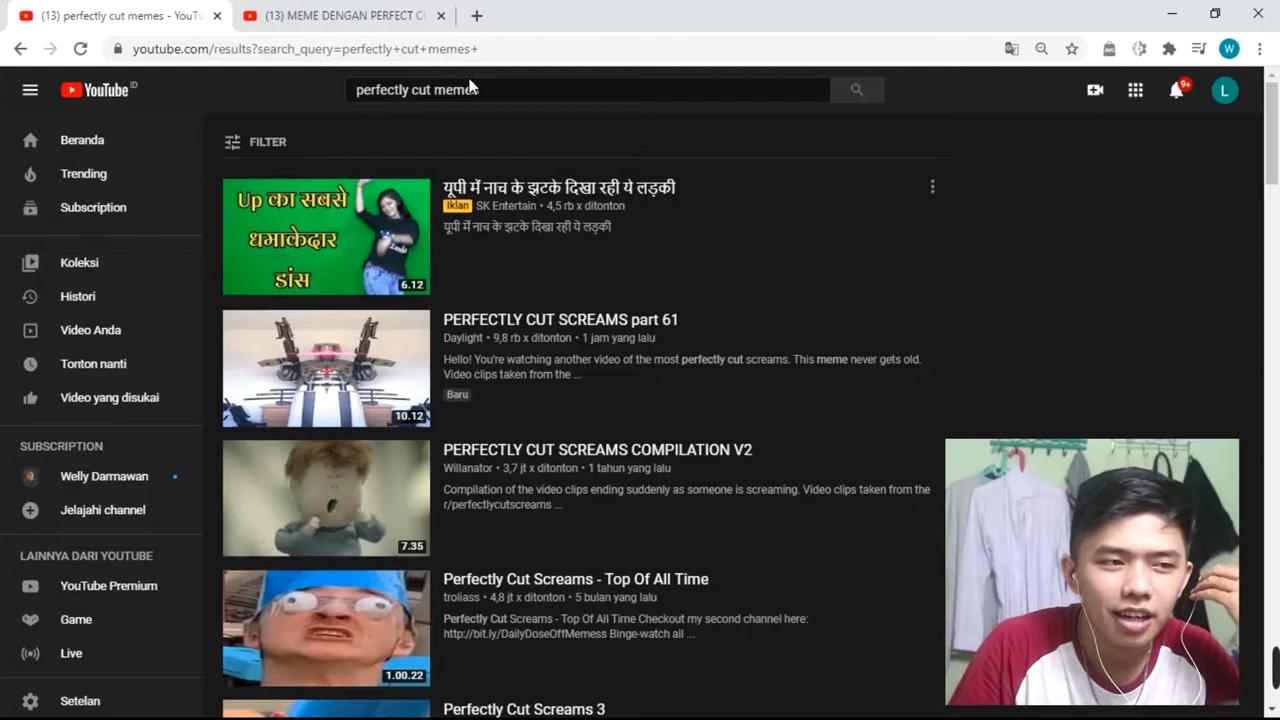 (13) perfectly cut memes - YouTu
(13) MEME DENGAN PERFECT CU
youtube.com/results?search_query=perfectly+cut+memes+
W
YouTube ID
perfectly cut memes
9+
L
Beranda
Trending
Subscription
Koleksi
Histori
Video Anda
Tonton nanti
Video yang disukai
SUBSCRIPTION
Welly Darmawan
Jelajahi channel
LAINNYA DARI YOUTUBE
YouTube Premium
Game
Live
Setelan
FILTER
Up का सबसे
धमाकेदार
डांस
6.12
यूपी में नाच के झटके दिखा रही ये लड़की
Iklan SK Entertain • 4,5 rb x ditonton
यूपी में नाच के झटके दिखा रही ये लड़की
10.12
PERFECTLY CUT SCREAMS part 61
Daylight • 9,8 rb x ditonton • 1 jam yang lalu
Hello! You're watching another video of the most perfectly cut screams. This meme never gets old.
Video clips taken from the ...
Baru
7.35
PERFECTLY CUT SCREAMS COMPILATION V2
Willanator • 3,7 jt x ditonton • 1 tahun yang lalu
Compilation of the video clips ending suddenly as someone is screaming. Video clips taken from the
r/perfectlycutscreams ...
1.00.22
Perfectly Cut Screams - Top Of All Time
troliass • 4,8 jt x ditonton • 5 bulan yang lalu
Perfectly Cut Screams - Top Of All Time Checkout my second channel here:
http://bit.ly/DailyDoseOffMemess Binge-watch all ...
Perfectly Cut Screams 3